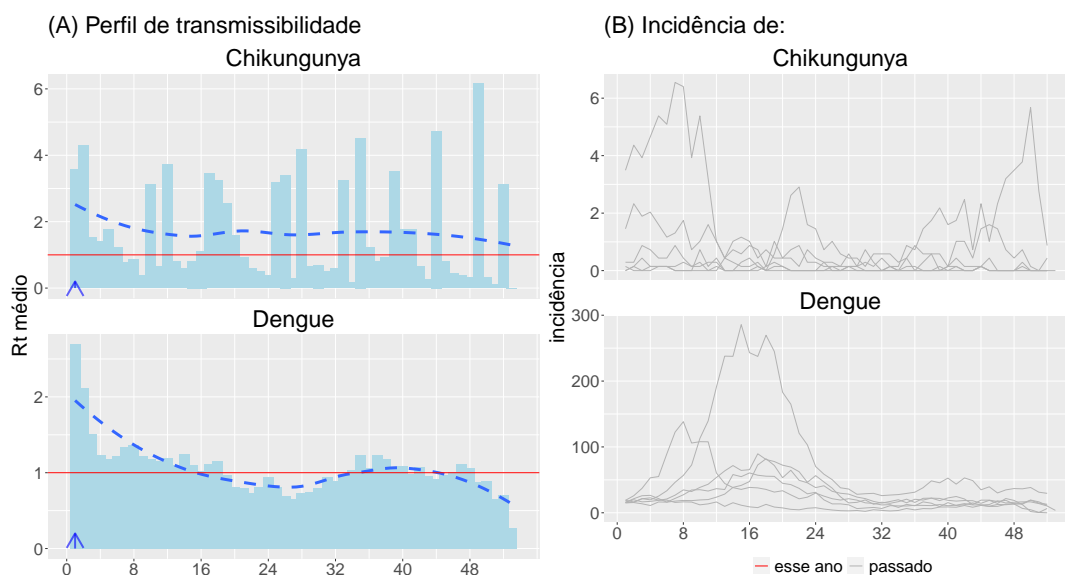 (A) Perfil de transmissibilidade
Chikungunya
6
4
2
0
Dengue
2
1
0
0 8 16 24 32 40 48
Rt médio
(B) Incidência de:
Chikungunya
6
4
2
0
Dengue
300
200
100
0
0 8 16 24 32 40 48
incidência
esse ano passado